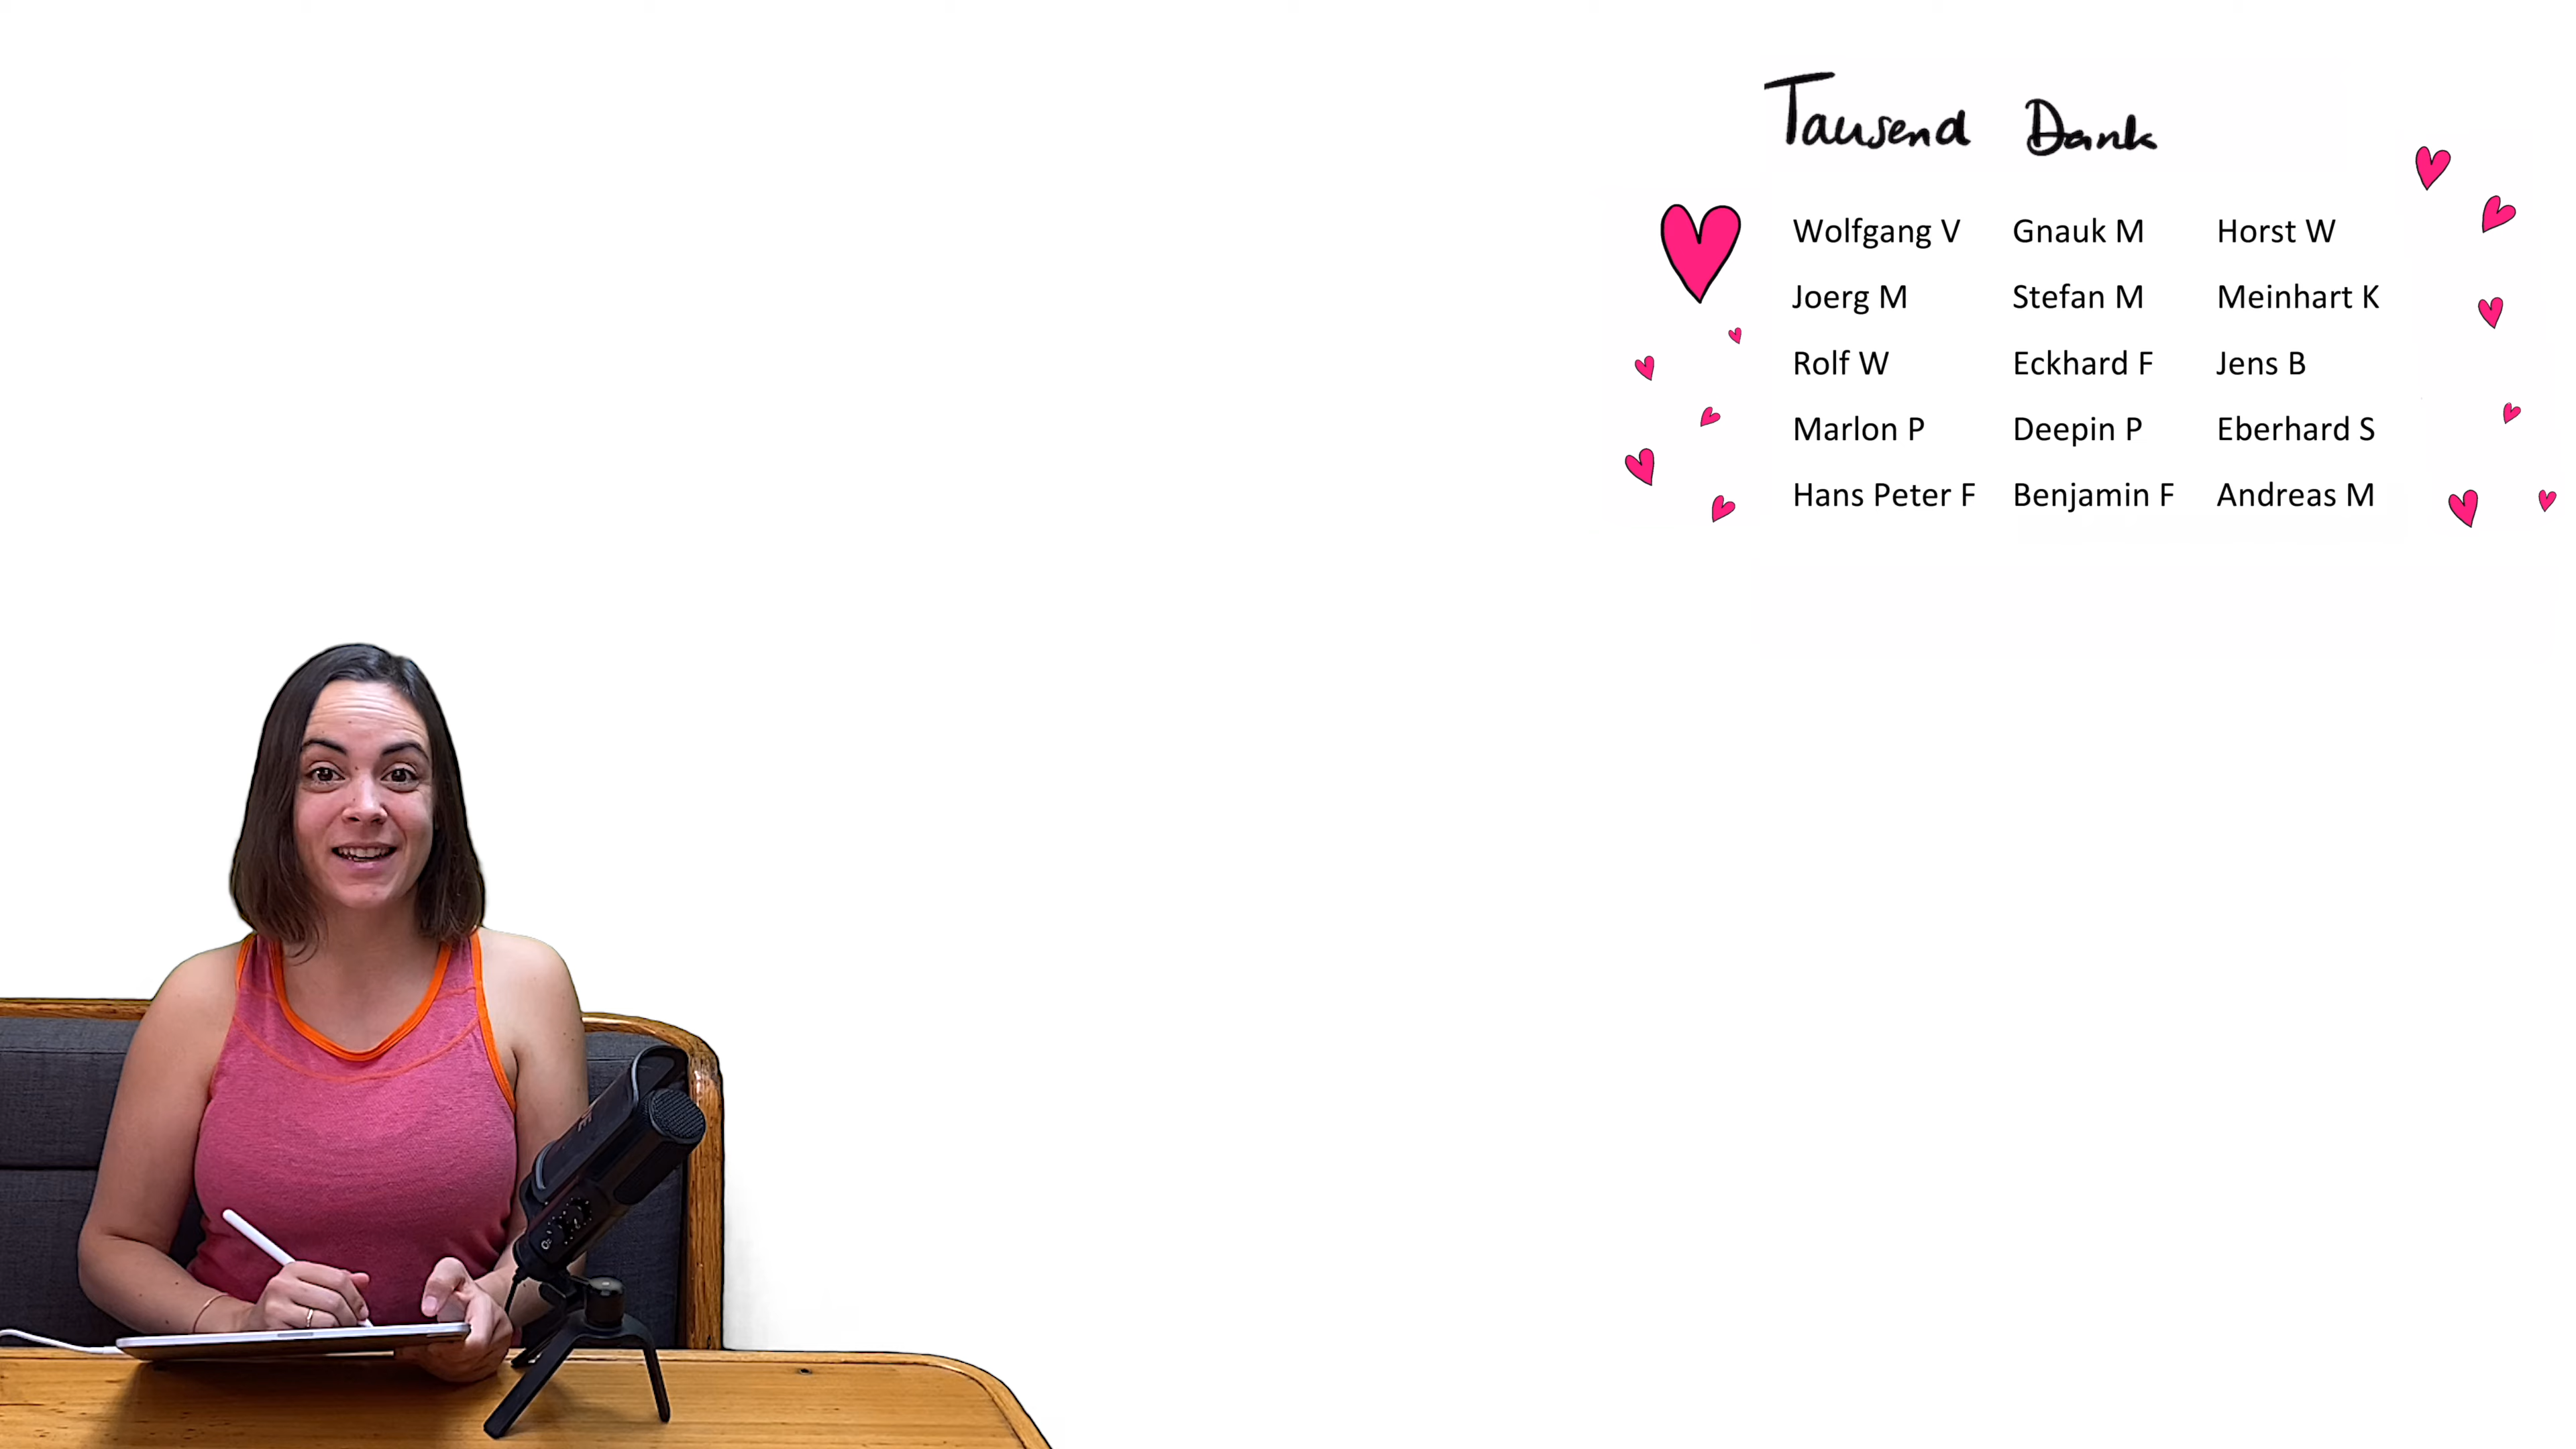 Tausend Dank
Wolfgang V Gnauk M Horst W
Joerg M Stefan M Meinhart K
Rolf W Eckhard F Jens B
Marlon P Deepin P Eberhard S
Hans Peter F Benjamin F Andreas M